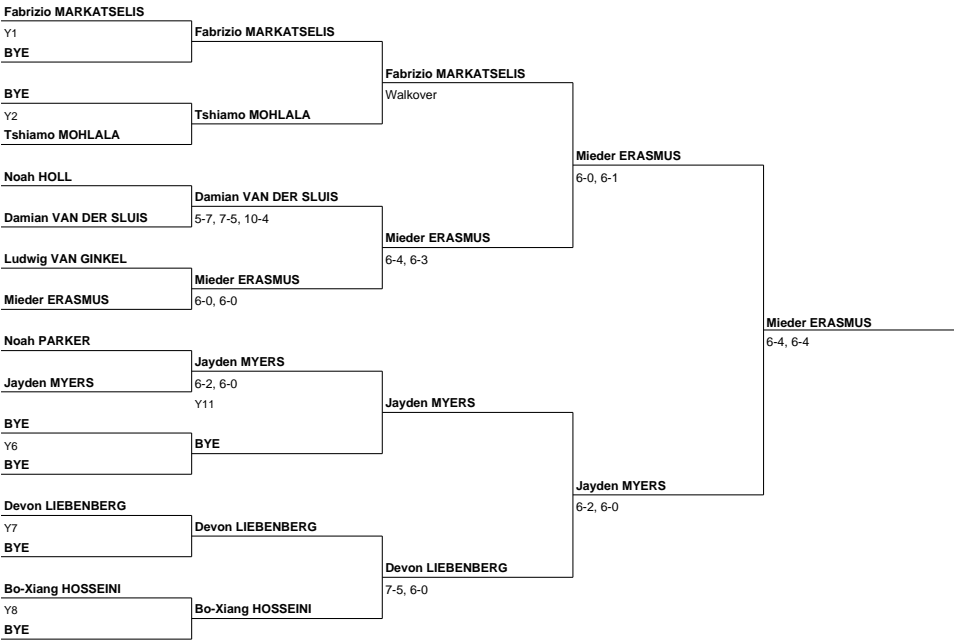 Fabrizio MARKATSELIS
Y1
BYE
BYE
Y2
Tshiamo MOHLALA
Noah HOLL
Damian VAN DER SLUIS
Ludwig VAN GINKEL
Mieder ERASMUS
Noah PARKER
Jayden MYERS
BYE
Y6
BYE
Devon LIEBENBERG
Y7
BYE
Bo-Xiang HOSSEINI
Y8
BYE
Fabrizio MARKATSELIS
Tshiamo MOHLALA
Damian VAN DER SLUIS
5-7, 7-5, 10-4
Mieder ERASMUS
6-0, 6-0
Jayden MYERS
6-2, 6-0
Y11
BYE
Devon LIEBENBERG
Bo-Xiang HOSSEINI
Fabrizio MARKATSELIS
Walkover
Mieder ERASMUS
6-4, 6-3
Jayden MYERS
Devon LIEBENBERG
7-5, 6-0
Mieder ERASMUS
6-0, 6-1
Jayden MYERS
6-2, 6-0
Mieder ERASMUS
6-4, 6-4